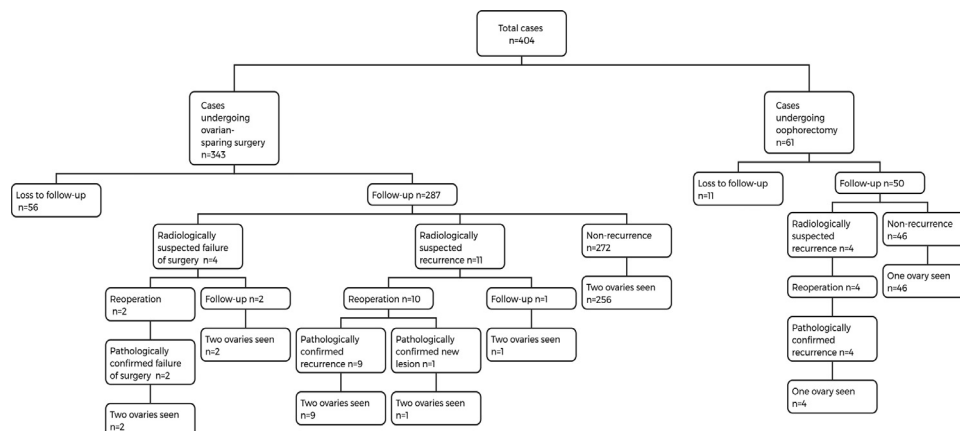 Total cases
n=404
Cases
undergoing
ovarian-
sparing surgery
n=343
Cases
undergoing
oophorectomy
n=61
Loss to follow-up
n=56
Follow-up n=287
Loss to follow-up
n=11
Follow-up n=50
Radiologically
suspected failure
of surgery n=4
Radiologically
suspected
recurrence n=11
Non-recurrence
n=272
Radiologically
suspected
recurrence n=4
Non-recurrence
n=46
Reoperation
n=2
Follow-up n=2
Reoperation n=10
Follow-up n=1
Two ovaries seen
n=256
Reoperation n=4
One ovary seen
n=46
Pathologically
confirmed failure
of surgery n=2
Two ovaries seen
n=2
Pathologically
confirmed
recurrence n=9
Pathologically
confirmed new
lesion n=1
Two ovaries seen
n=1
Pathologically
confirmed
recurrence n=4
Two ovaries seen
n=2
Two ovaries seen
n=9
Two ovaries seen
n=1
One ovary seen
n=4